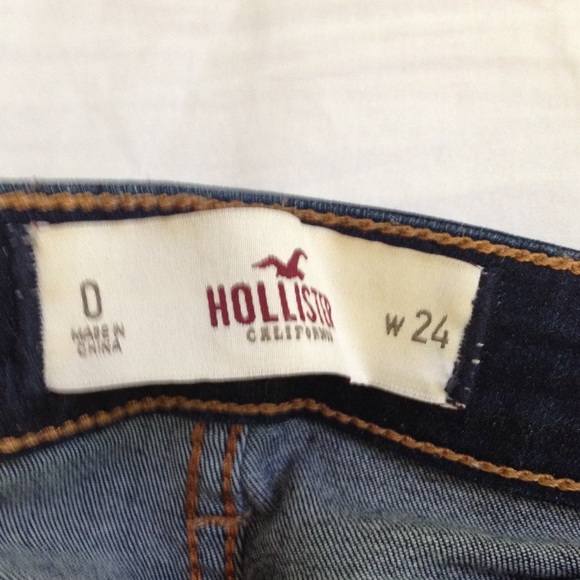 0
MADE IN
CHINA
HOLLISTER
CALIFORNIA
W 24